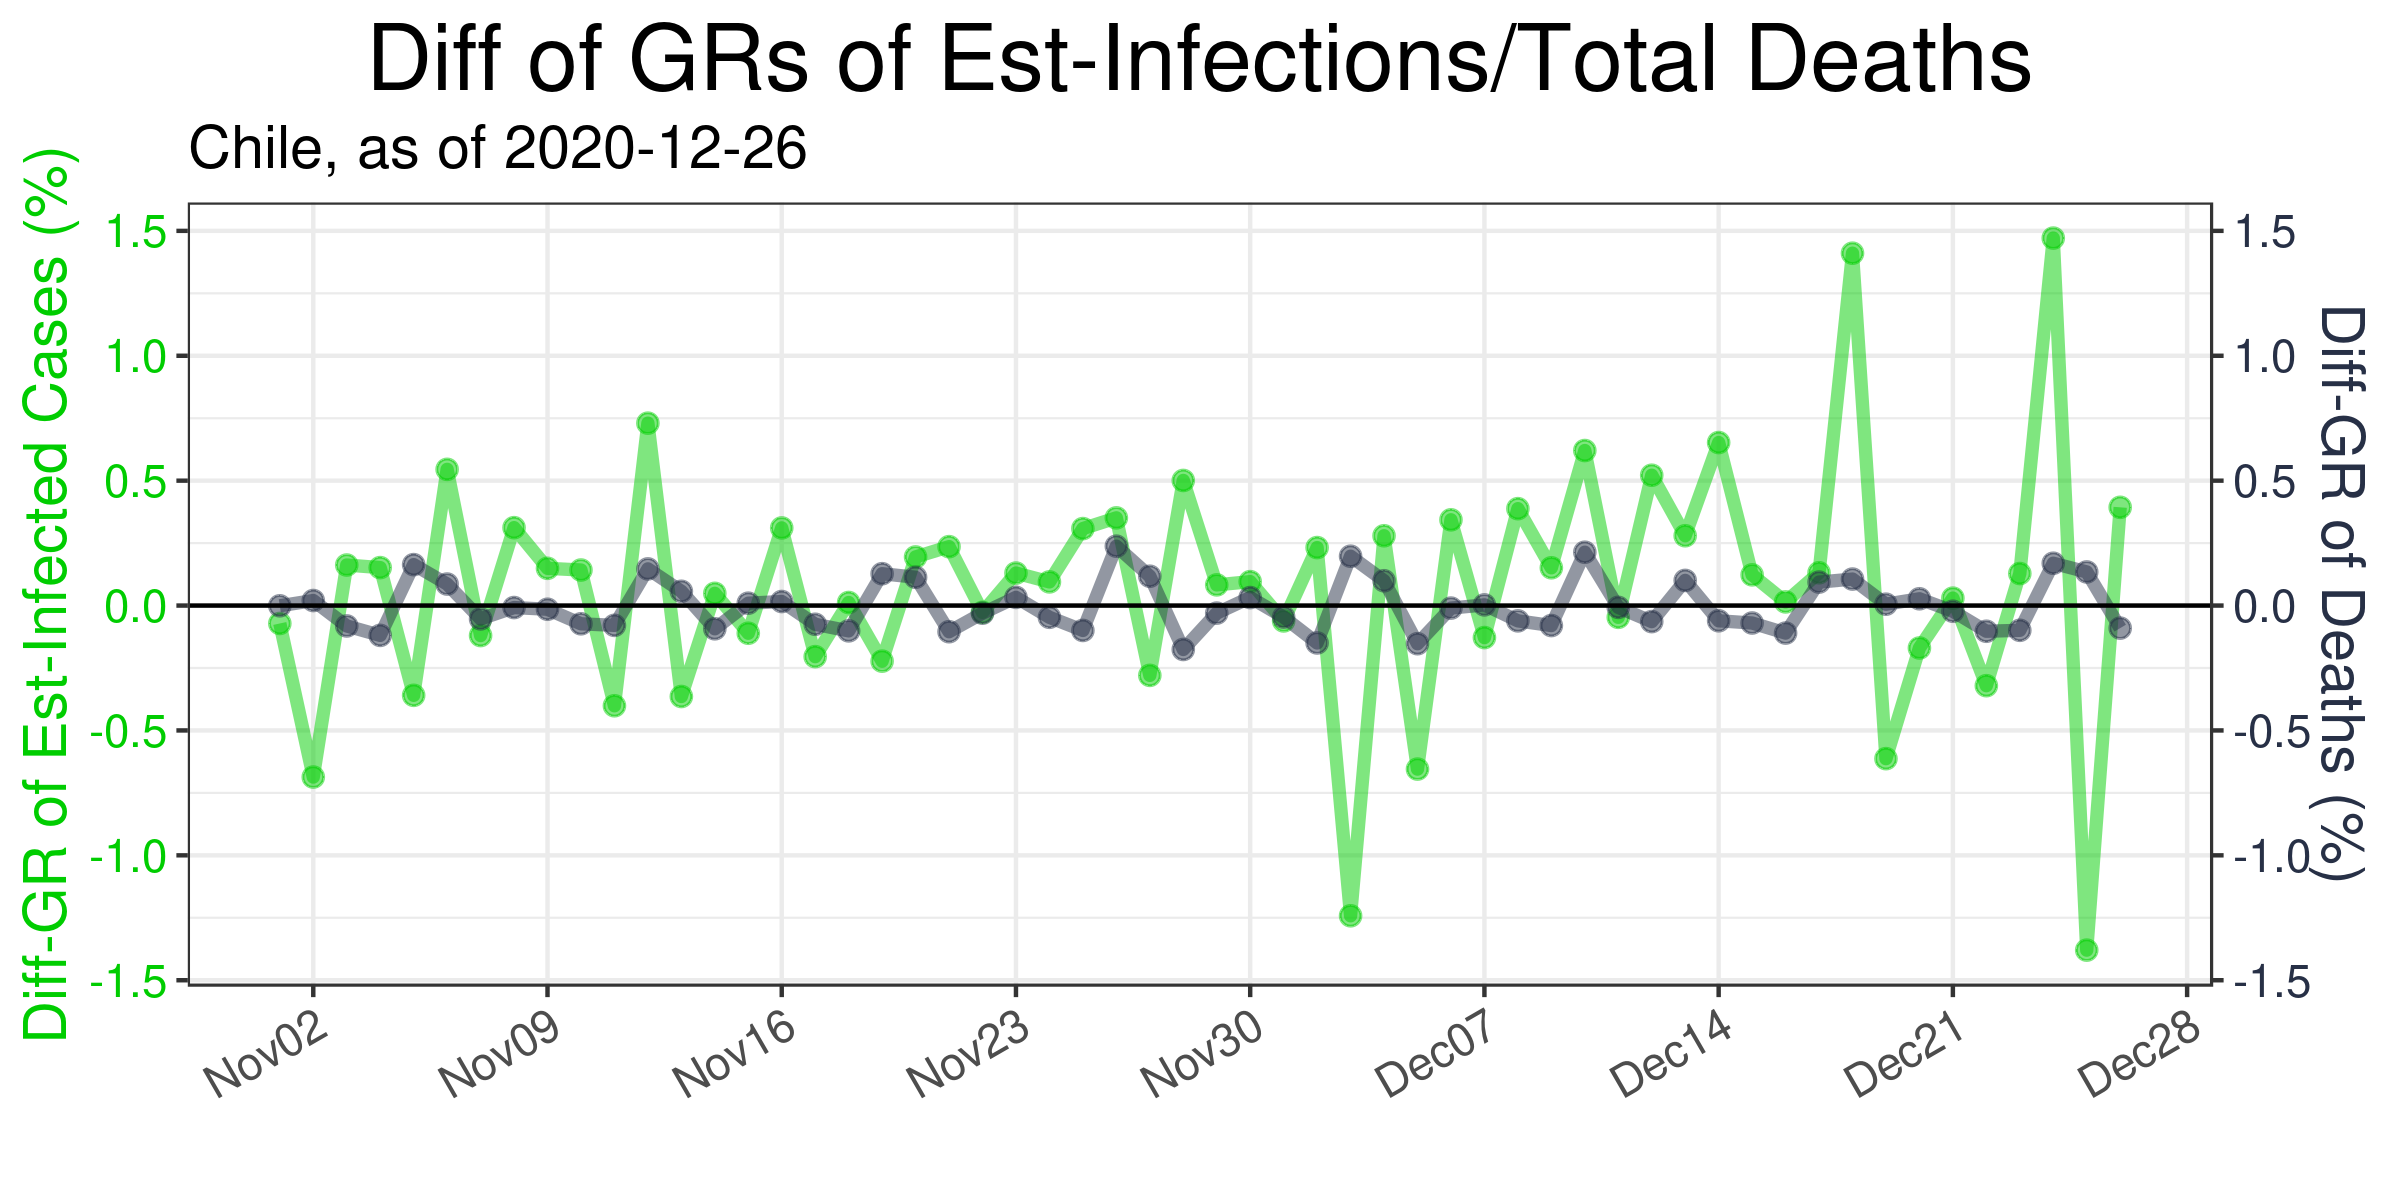 Diff of GRs of Est-Infections/Total Deaths
Chile, as of 2020-12-26
Diff-GR of Est-Infected Cases (%)
1.5
1.0
0.5
0.0
-0.5
-1.0
-1.5
1.5
1.0
0.5
0.0
-0.5
-1.0
-1.5
Diff-GR of Deaths (%)
Nov02
Nov09
Nov16
Nov23
Nov30
Dec07
Dec14
Dec21
Dec28